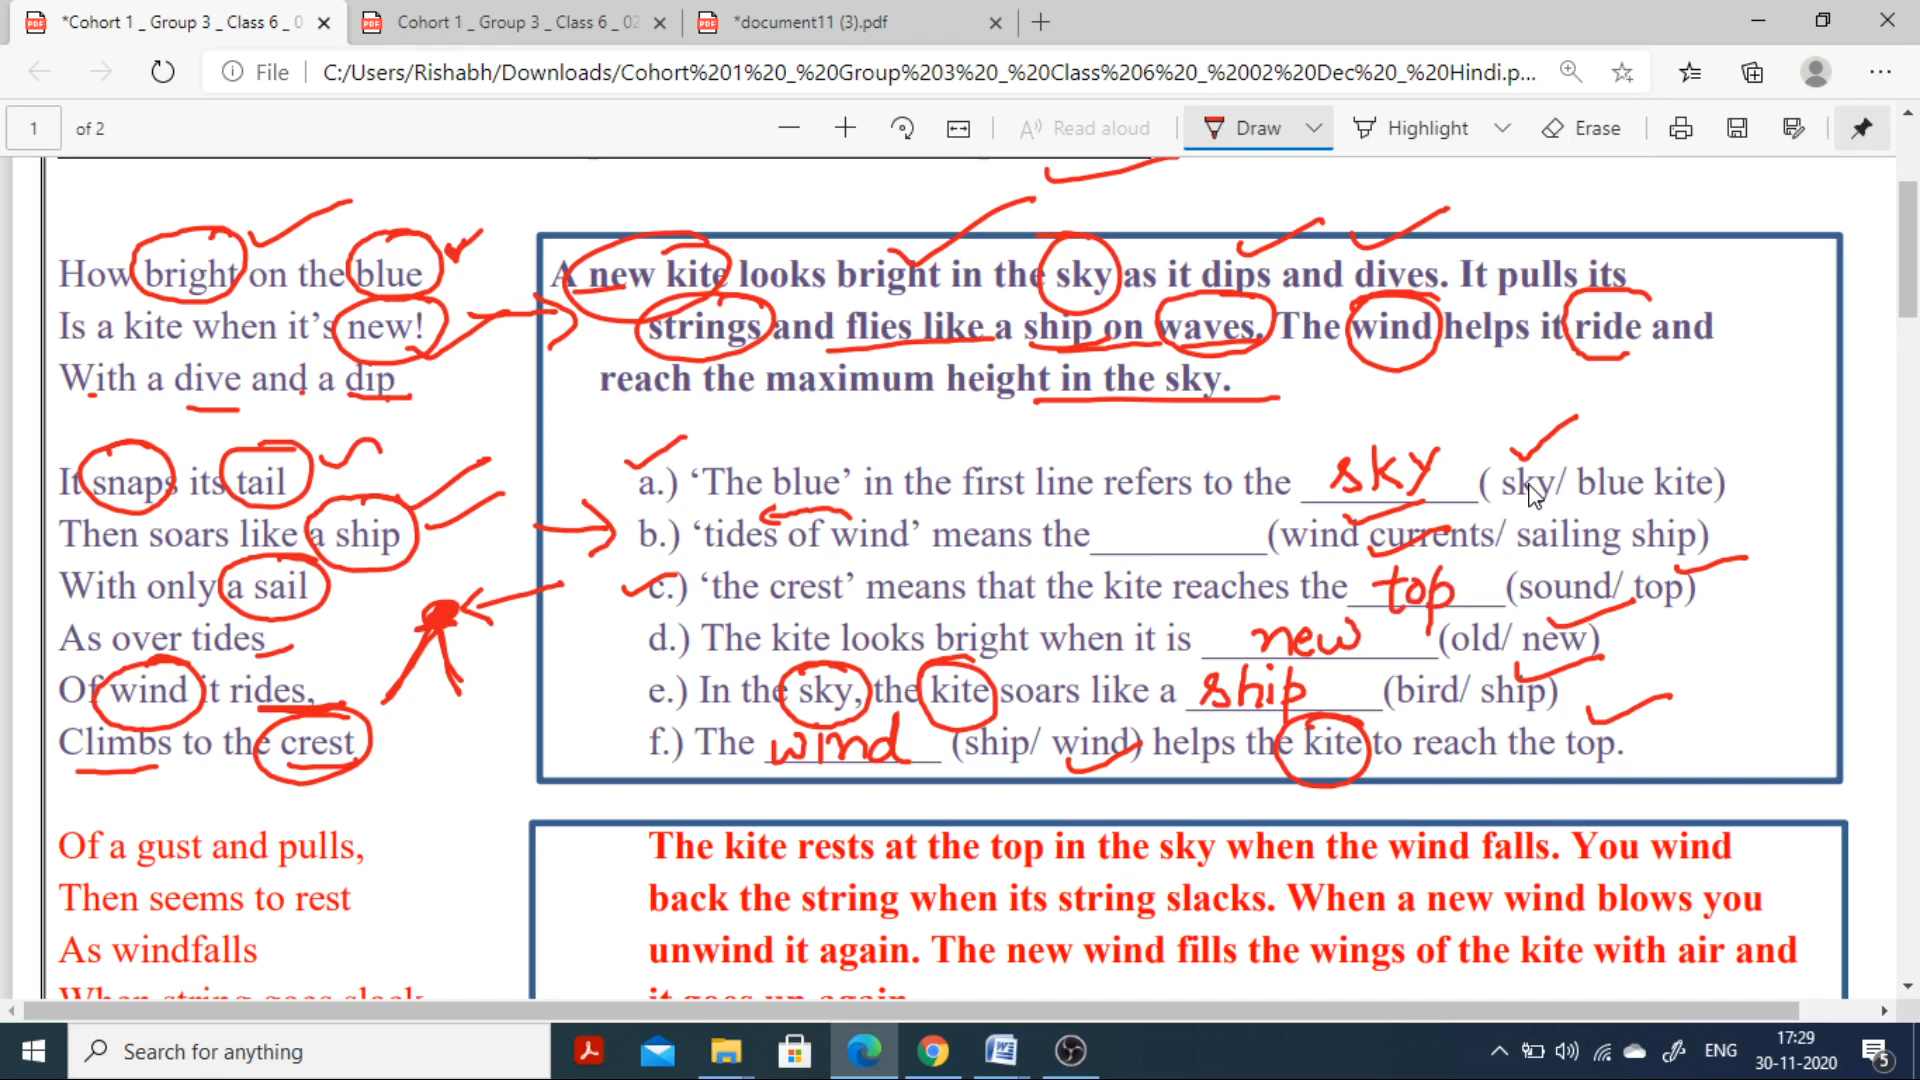 *Cohort 1 _ Group 3 _ Class 6 _ 0
Cohort 1 _ Group 3 _ Class 6 _ 02
*document11 (3).pdf
File
C:/Users/Rishabh/Downloads/Cohort%201%20_%20Group%203%20_%20Class%206%20_%2002%20Dec%20_%20Hindi.p...
1 of 2
Read aloud
Draw
Highlight
Erase
How bright on the blue
Is a kite when it's new!
With a dive and a dip
It snaps its tail
Then soars like a ship
With only a sail
As over tides
Of wind it rides,
Climbs to the crest
A new kite looks bright in the sky as it dips and dives. It pulls its
strings and flies like a ship on waves. The wind helps it ride and
reach the maximum height in the sky.
a.) ‘The blue’ in the first line refers to the sky ( sky/ blue kite)
b.) ‘tides of wind’ means the__________(wind currents/ sailing ship)
c.) ‘the crest’ means that the kite reaches the top (sound/ top)
d.) The kite looks bright when it is new (old/ new)
e.) In the sky, the kite soars like a ship (bird/ ship)
f.) The wind (ship/ wind) helps the kite to reach the top.
Of a gust and pulls,
Then seems to rest
As windfalls
When string goes slack
The kite rests at the top in the sky when the wind falls. You wind
back the string when its string slacks. When a new wind blows you
unwind it again. The new wind fills the wings of the kite with air and
it goes up again
Search for anything
ENG
17:29
30-11-2020
5